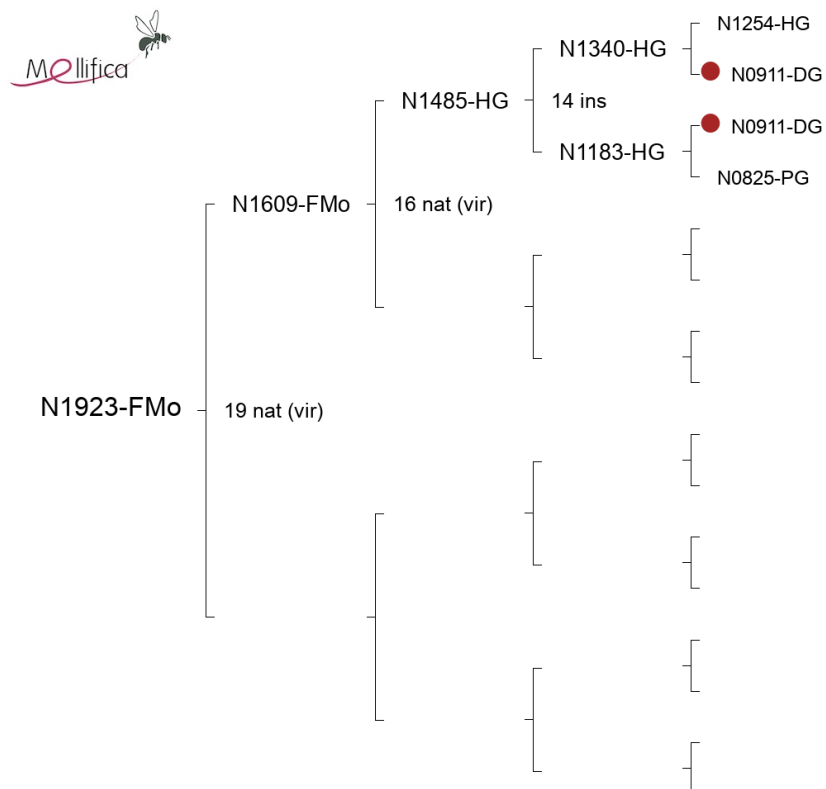 Mellifica
N1254-HG
N1340-HG
N0911-DG
N1485-HG
14 ins
N0911-DG
N1183-HG
N0825-PG
N1609-FMo
16 nat (vir)
N1923-FMo
19 nat (vir)